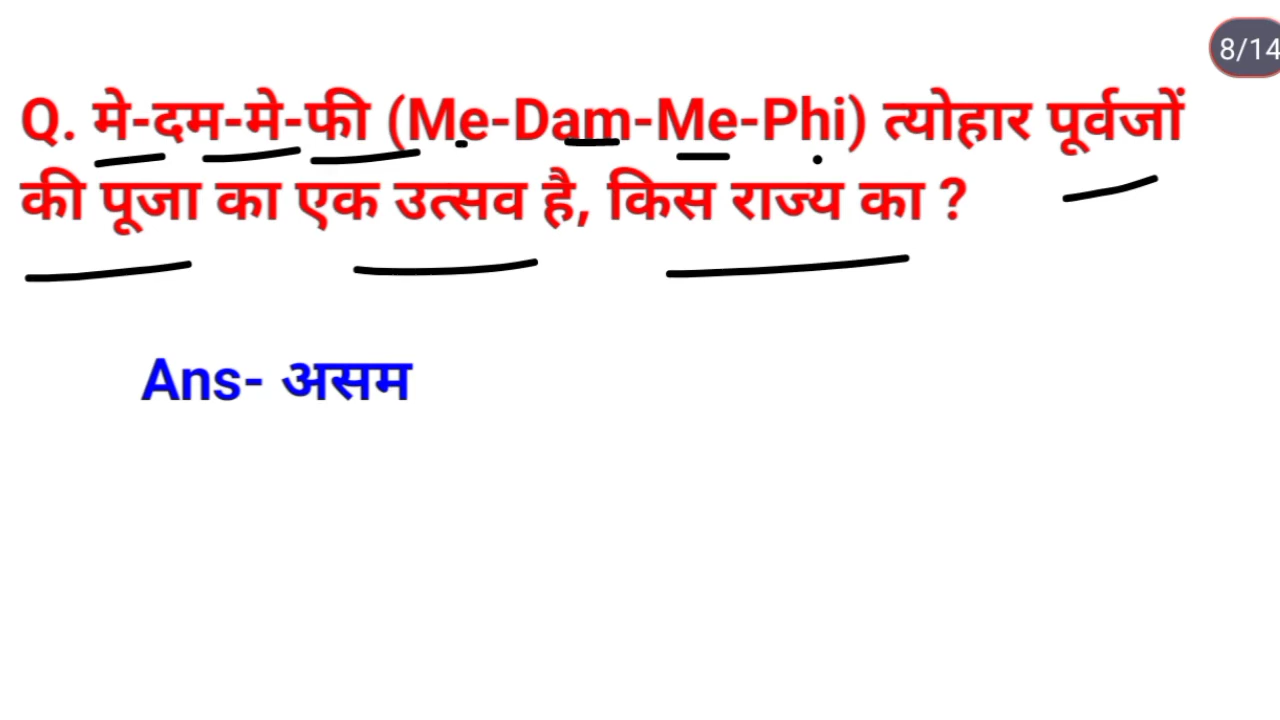 8/14
Q. मे-दम-मे-फी (Me-Dam-Me-Phi) त्योहार पूर्वजों
की पूजा का एक उत्सव है, किस राज्य का ?
Ans- असम